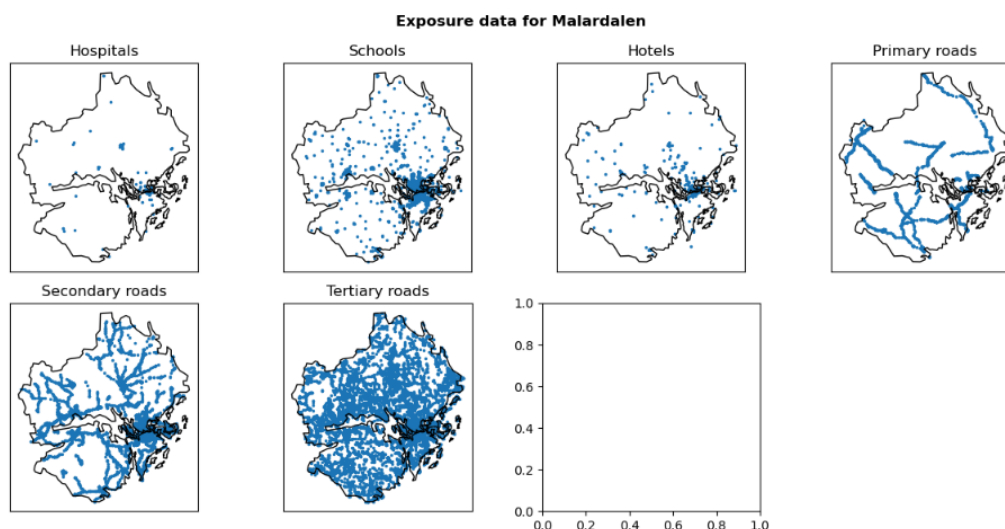 Exposure data for Malardalen
Hospitals
Schools
Hotels
Primary roads
Secondary roads
Tertiary roads
1.0
0.8
0.6
0.4
0.2
0.0
0.0 0.2 0.4 0.6 0.8 1.0